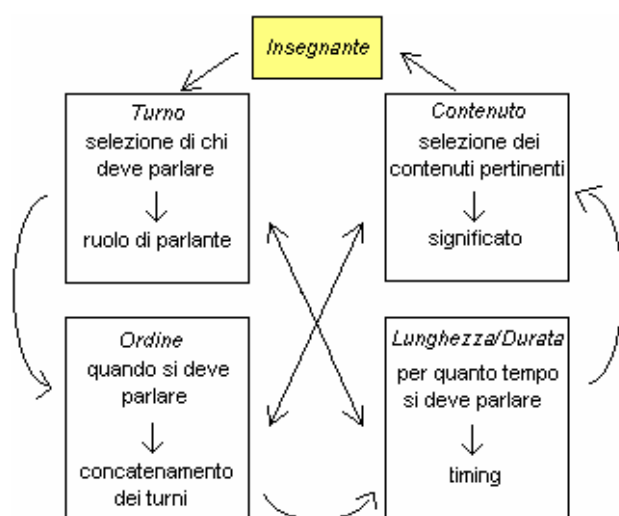 Insegnante
Turno
selezione di chi
deve parlare
ruolo di parlante
Contenuto
selezione dei
contenuti pertinenti
significato
Ordine
quando si deve
parlare
concatenamento
dei turni
Lunghezza/Durata
per quanto tempo
si deve parlare
timing